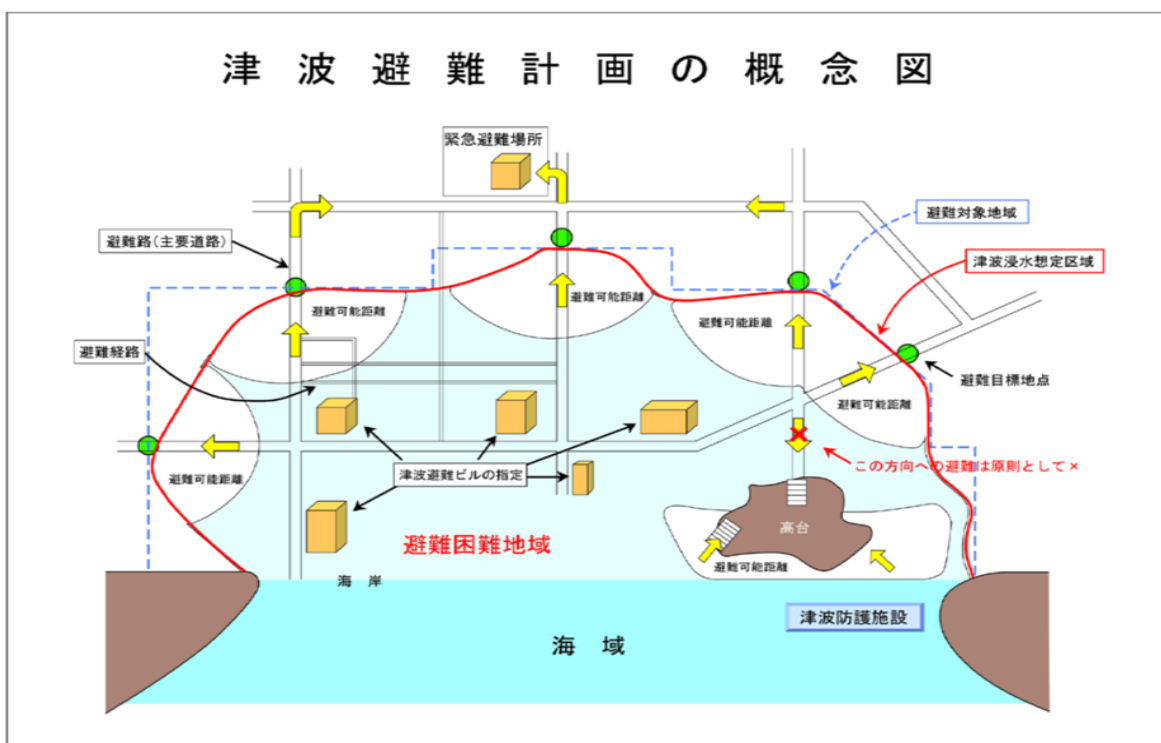 津波避難計画の概念図
緊急避難場所
避難対象地域
避難路(主要道路)
津波浸水想定区域
避難可能距離
避難可能距離
避難可能距離
避難経路
避難目標地点
避難可能距離
津波避難ビルの指定
この方向への避難は原則として×
避難可能距離
高台
避難困難地域
避難可能距離
海岸
津波防護施設
海域